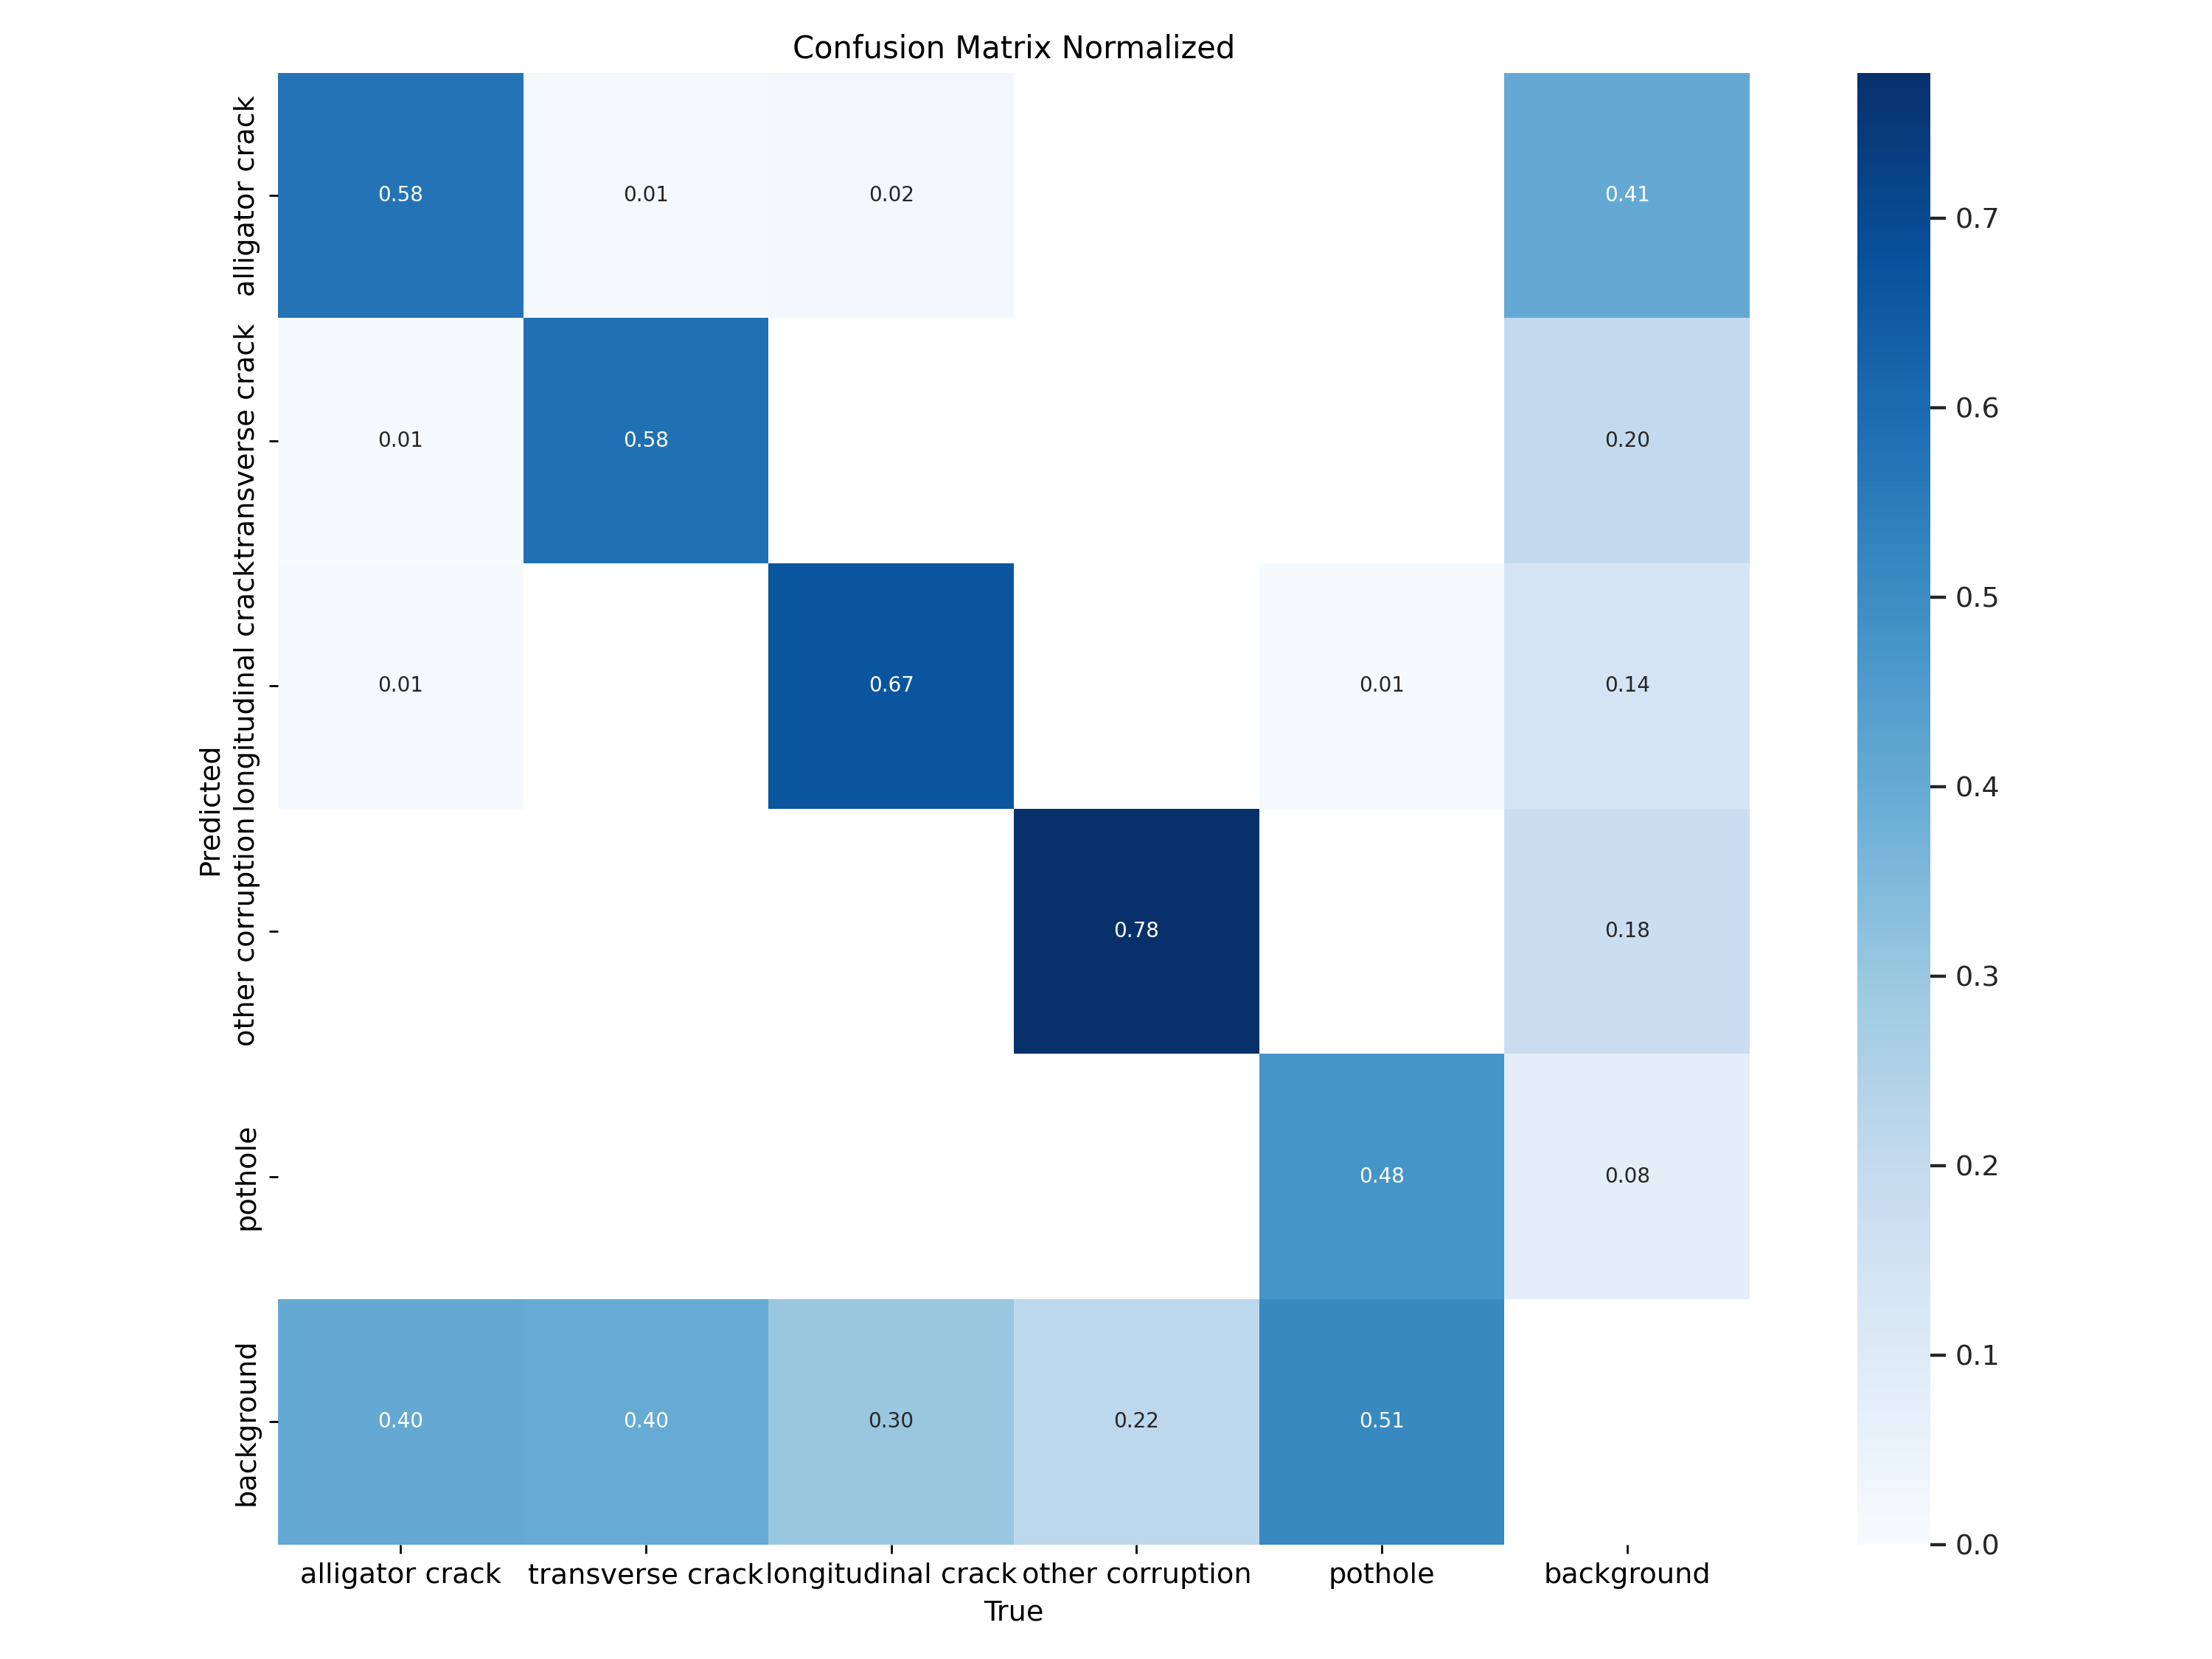 Confusion Matrix Normalized
alligator crack
0.58
0.01
0.02
0.41
transverse crack
0.01
0.58
0.20
longitudinal crack
0.01
0.67
0.01
0.14
other corruption
0.78
0.18
pothole
0.48
0.08
background
0.40
0.40
0.30
0.22
0.51
Predicted
alligator crack
transverse crack
longitudinal crack
other corruption
pothole
background
True
0.7
0.6
0.5
0.4
0.3
0.2
0.1
0.0